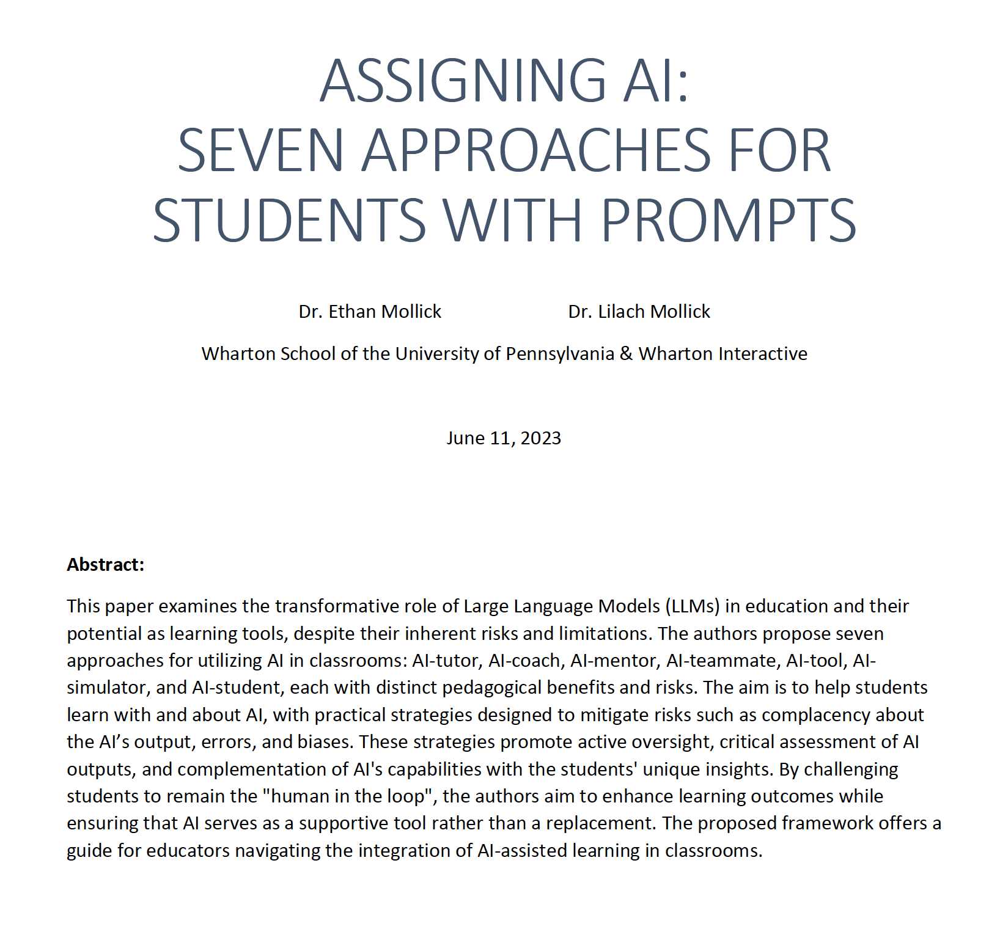 ASSIGNING AI:
SEVEN APPROACHES FOR
STUDENTS WITH PROMPTS
Dr. Ethan Mollick Dr. Lilach Mollick
Wharton School of the University of Pennsylvania & Wharton Interactive
June 11, 2023
Abstract:
This paper examines the transformative role of Large Language Models (LLMs) in education and their
potential as learning tools, despite their inherent risks and limitations. The authors propose seven
approaches for utilizing AI in classrooms: AI-tutor, AI-coach, AI-mentor, AI-teammate, AI-tool, AI-
simulator, and AI-student, each with distinct pedagogical benefits and risks. The aim is to help students
learn with and about AI, with practical strategies designed to mitigate risks such as complacency about
the AI’s output, errors, and biases. These strategies promote active oversight, critical assessment of AI
outputs, and complementation of AI's capabilities with the students' unique insights. By challenging
students to remain the "human in the loop", the authors aim to enhance learning outcomes while
ensuring that AI serves as a supportive tool rather than a replacement. The proposed framework offers a
guide for educators navigating the integration of AI-assisted learning in classrooms.